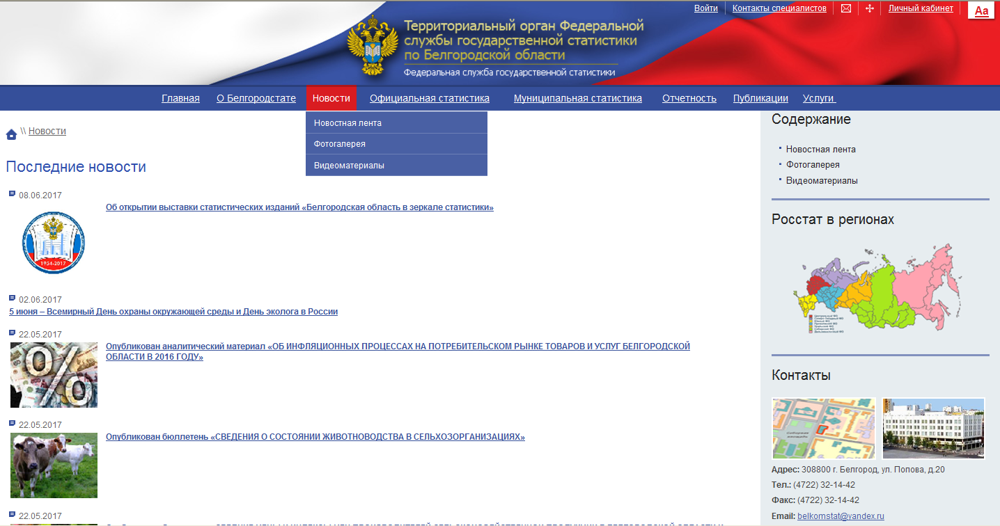 Войти
Контакты специалистов
Личный кабинет
Aa
Территориальный орган Федеральной
службы государственной статистики
по Белгородской области
Федеральная служба государственной статистики
Главная
О Белгородстате
Новости
Официальная статистика
Муниципальная статистика
Отчетность
Публикации
Услуги
Новостная лента
Фотогалерея
Видеоматериалы
\\ Новости
Последние новости
08.06.2017
Об открытии выставки статистических изданий «Белгородская область в зеркале статистики»
1954-2017
02.06.2017
5 июня – Всемирный День охраны окружающей среды и День эколога в России
22.05.2017
Опубликован аналитический материал «ОБ ИНФЛЯЦИОННЫХ ПРОЦЕССАХ НА ПОТРЕБИТЕЛЬСКОМ РЫНКЕ ТОВАРОВ И УСЛУГ БЕЛГОРОДСКОЙ
ОБЛАСТИ В 2016 ГОДУ»
%
22.05.2017
Опубликован бюллетень «СВЕДЕНИЯ О СОСТОЯНИИ ЖИВОТНОВОДСТВА В СЕЛЬХОЗОРГАНИЗАЦИЯХ»
22.05.2017
Содержание
Новостная лента
Фотогалерея
Видеоматериалы
Росстат в регионах
Контакты
Адрес: 308800 г. Белгород, ул. Попова, д.20
Тел.: (4722) 32-14-42
Факс: (4722) 32-14-42
Email: belkomstat@yandex.ru